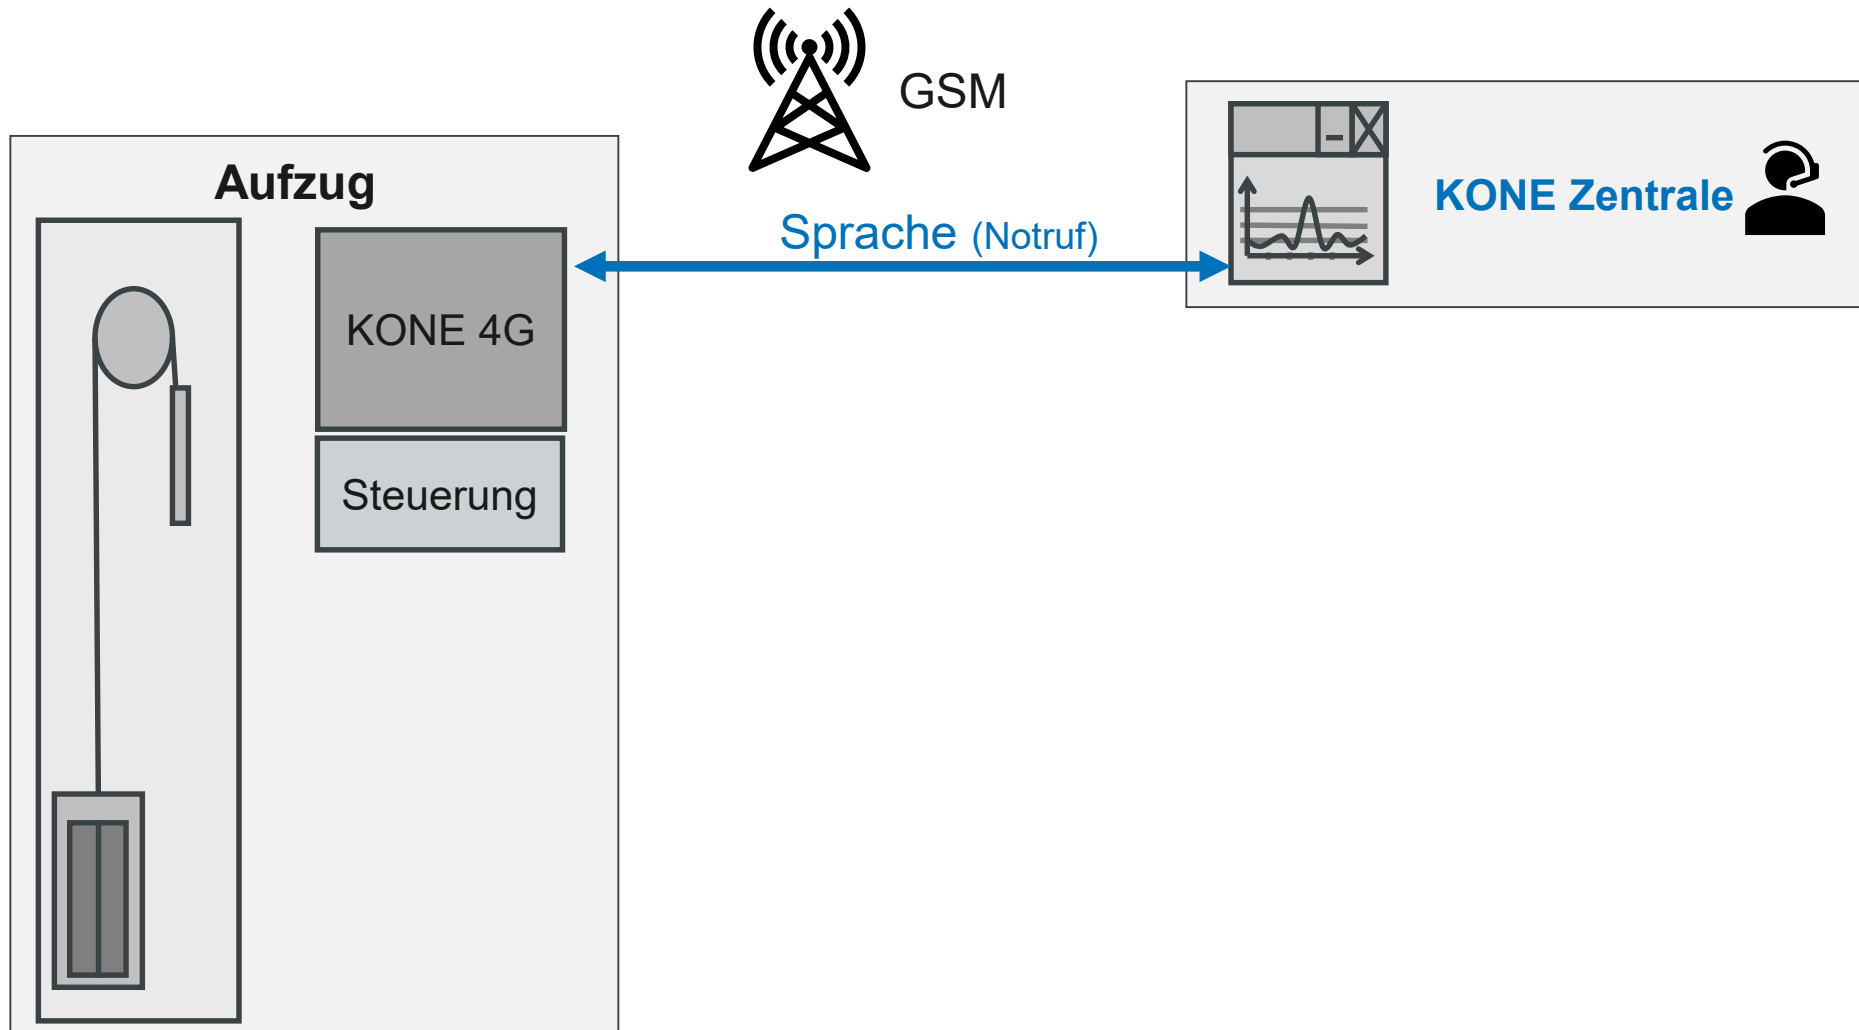 GSM
Aufzug
KONE Zentrale
Sprache (Notruf)
KONE 4G
Steuerung